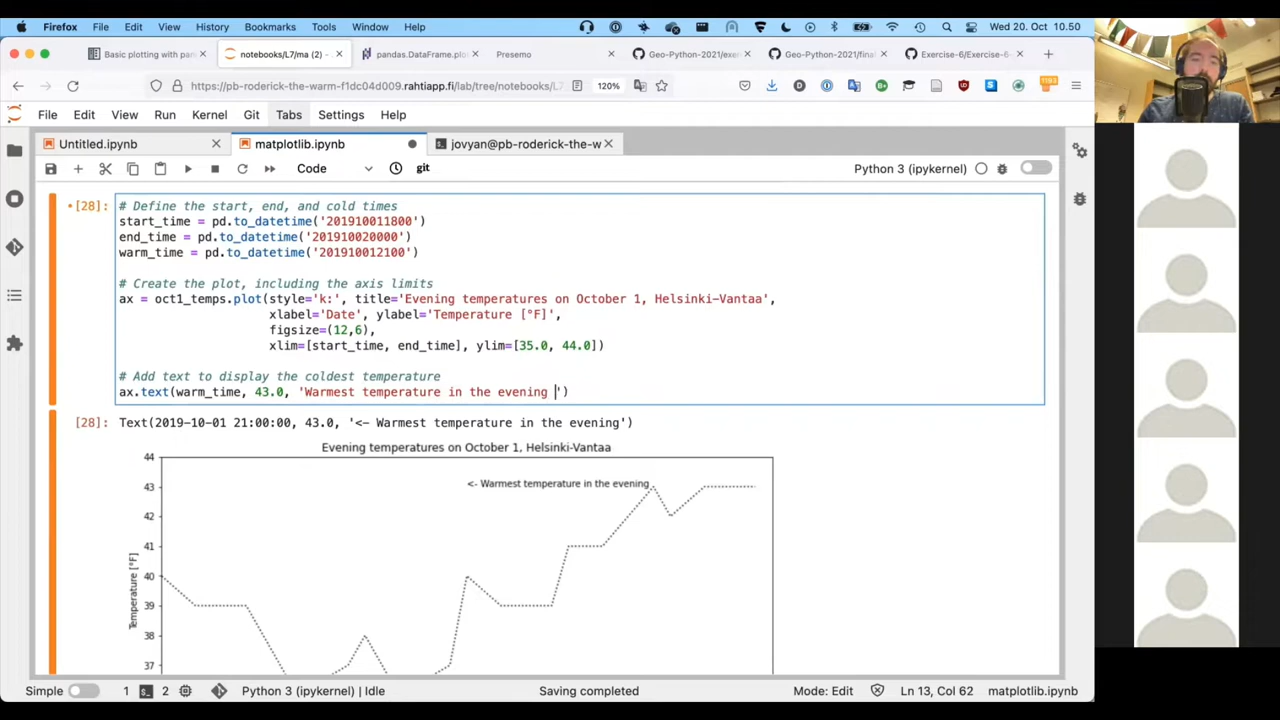 Firefox File Edit View History Bookmarks Tools Window Help Wed 20. Oct 10.50
Basic plotting with pan notebooks/L7/ma (2) - pandas.DataFrame.plo Presemo Geo-Python-2021/exer Geo-Python-2021/final Exercise-6/Exercise-6-
https://pb-roderick-the-warm-f1dc04d009.rahtiapp.fi/lab/tree/notebooks/L7 120% 1193
File Edit View Run Kernel Git Tabs Settings Help
Untitled.ipynb matplotlib.ipynb jovyan@pb-roderick-the-w
Code git Python 3 (ipykernel)
[28]: # Define the start, end, and cold times
start_time = pd.to_datetime('201910011800')
end_time = pd.to_datetime('201910020000')
warm_time = pd.to_datetime('201910012100')
# Create the plot, including the axis limits
ax = oct1_temps.plot(style='k:', title='Evening temperatures on October 1, Helsinki-Vantaa',
xlabel='Date', ylabel='Temperature [°F]',
figsize=(12,6),
xlim=[start_time, end_time], ylim=[35.0, 44.0])
# Add text to display the coldest temperature
ax.text(warm_time, 43.0, 'Warmest temperature in the evening ')
[28]: Text(2019-10-01 21:00:00, 43.0, '<- Warmest temperature in the evening')
Evening temperatures on October 1, Helsinki-Vantaa
44
43 <- Warmest temperature in the evening
42
41
40
39
38
37
Temperature [°F]
Simple 1 2 Python 3 (ipykernel) | Idle Saving completed Mode: Edit Ln 13, Col 62 matplotlib.ipynb